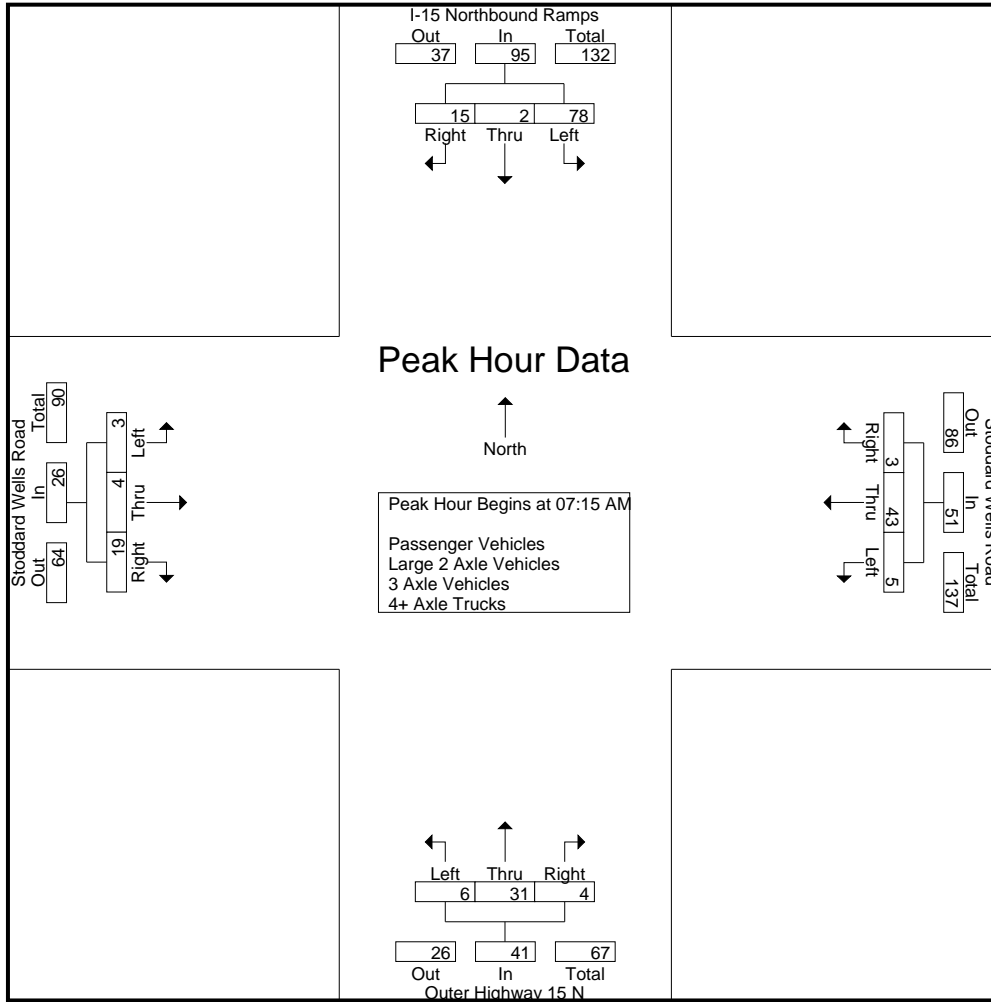 I-15 Northbound Ramps
Out In Total
37 95 132
15 2 78
Right Thru Left
Peak Hour Data
North
Peak Hour Begins at 07:15 AM
Passenger Vehicles
Large 2 Axle Vehicles
3 Axle Vehicles
4+ Axle Trucks
Stoddard Wells Road
Total In Out
90 26 64
3 4 19
Left Thru Right
Stoddard Wells Road
Out In Total
86 51 137
3 43 5
Right Thru Left
Left Thru Right
6 31 4
26 41 67
Out In Total
Outer Highway 15 N